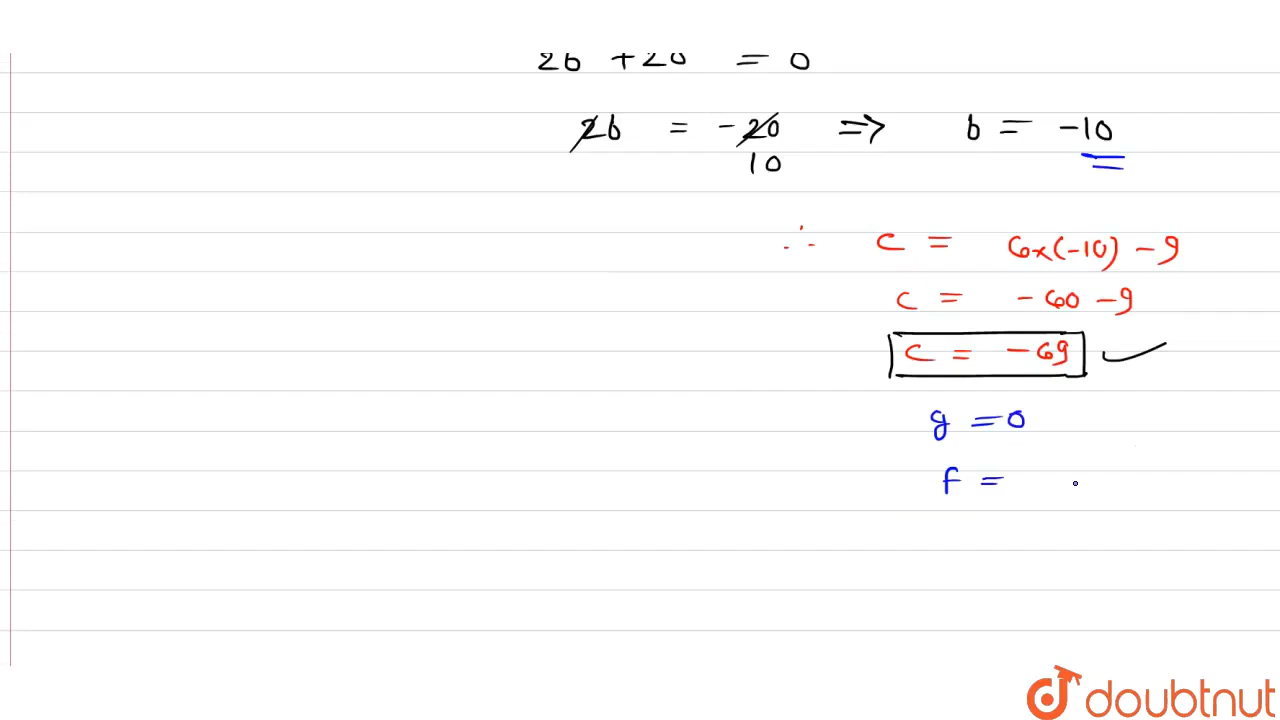 2b + 20 = 0
2b = -20 ⇒ b = -10
10
∴ c = 6×(-10) - 9
c = -60 - 9
c = -69 ✓
g = 0
f =
doubtnut